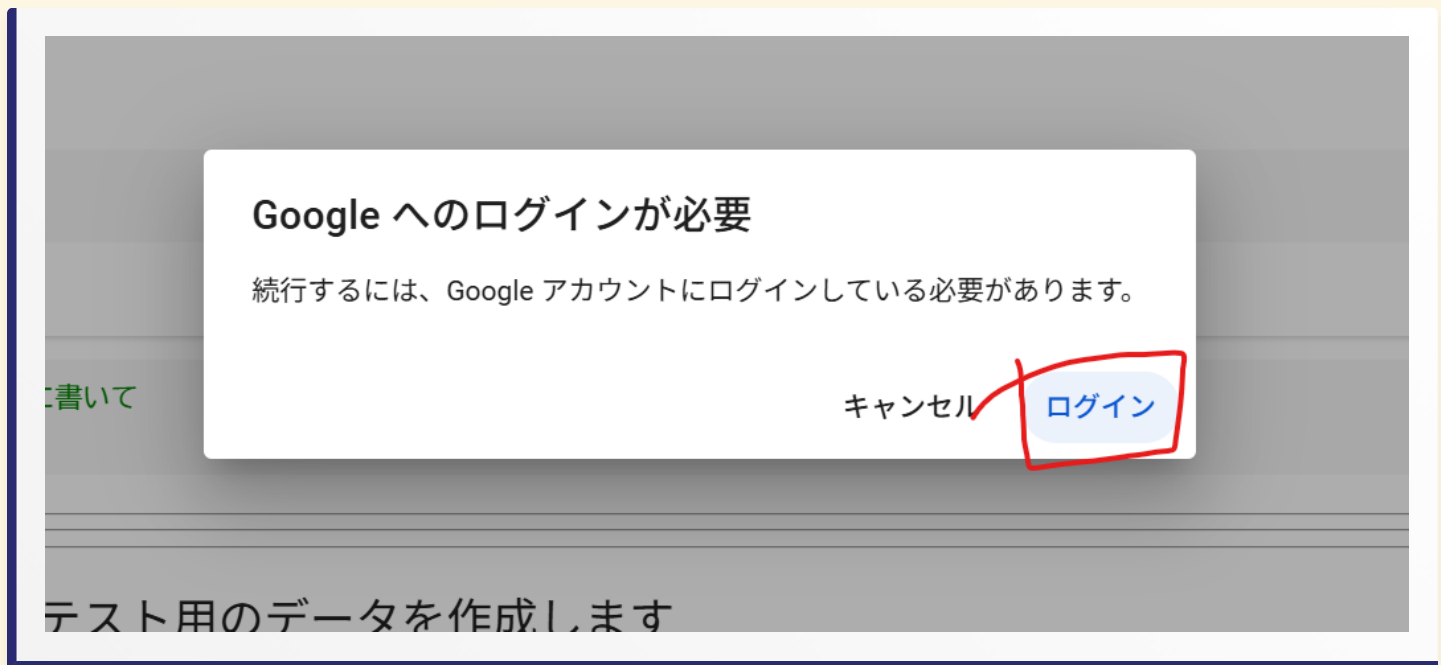 Google へのログインが必要
続行するには、Google アカウントにログインしている必要があります。
に書いて
キャンセル ログイン
テスト用のデータを作成します